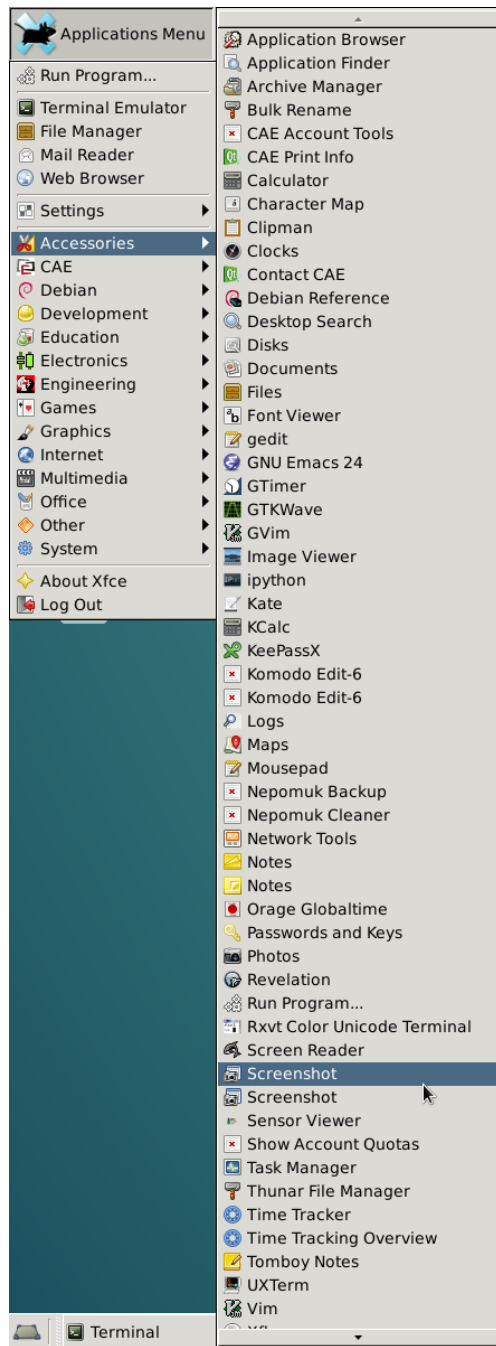 Applications Menu
Run Program...
Terminal Emulator
File Manager
Mail Reader
Web Browser
Settings
Accessories
CAE
Debian
Development
Education
Electronics
Engineering
Games
Graphics
Internet
Multimedia
Office
Other
System
About Xfce
Log Out
Application Browser
Application Finder
Archive Manager
Bulk Rename
CAE Account Tools
CAE Print Info
Calculator
Character Map
Clipman
Clocks
Contact CAE
Debian Reference
Desktop Search
Disks
Documents
Files
Font Viewer
gedit
GNU Emacs 24
GTimer
GTKWave
GVim
Image Viewer
ipython
Kate
KCalc
KeePassX
Komodo Edit-6
Komodo Edit-6
Logs
Maps
Mousepad
Nepomuk Backup
Nepomuk Cleaner
Network Tools
Notes
Notes
Orage Globaltime
Passwords and Keys
Photos
Revelation
Run Program...
Rxvt Color Unicode Terminal
Screen Reader
Screenshot
Screenshot
Sensor Viewer
Show Account Quotas
Task Manager
Thunar File Manager
Time Tracker
Time Tracking Overview
Tomboy Notes
UXTerm
Vim
Terminal